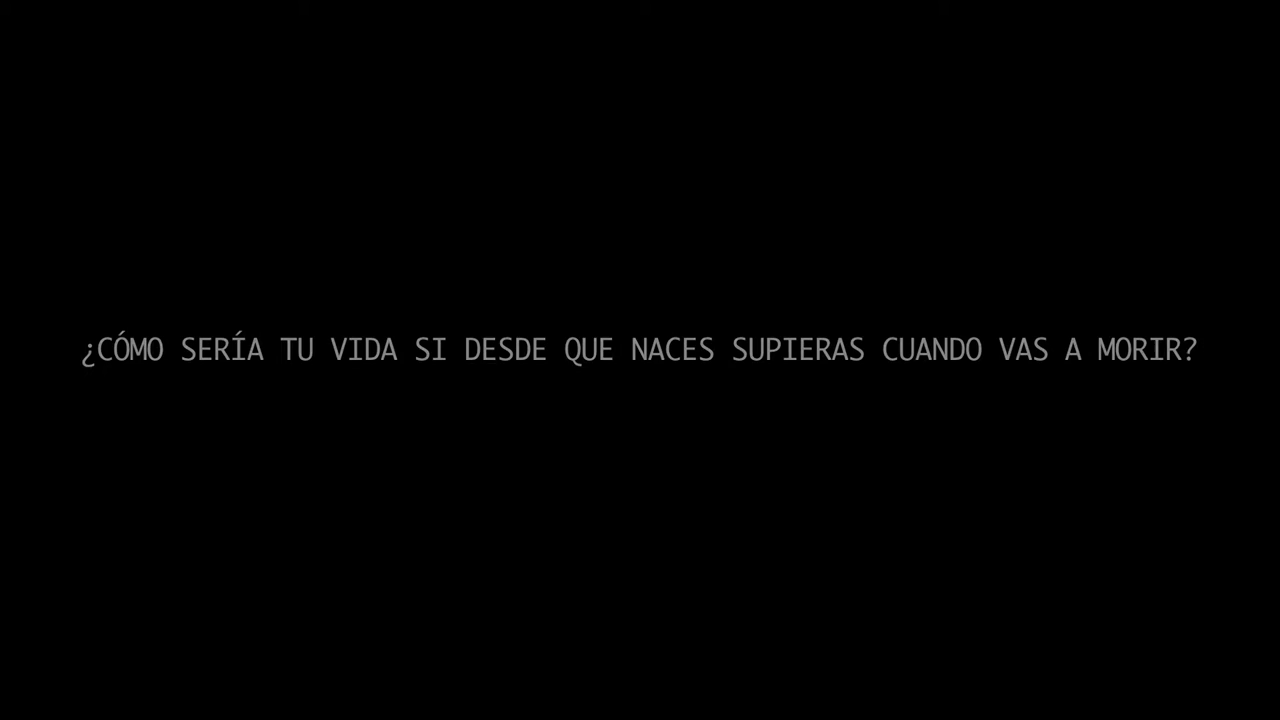 ¿CÓMO SERÍA TU VIDA SI DESDE QUE NACES SUPIERAS CUANDO VAS A MORIR?